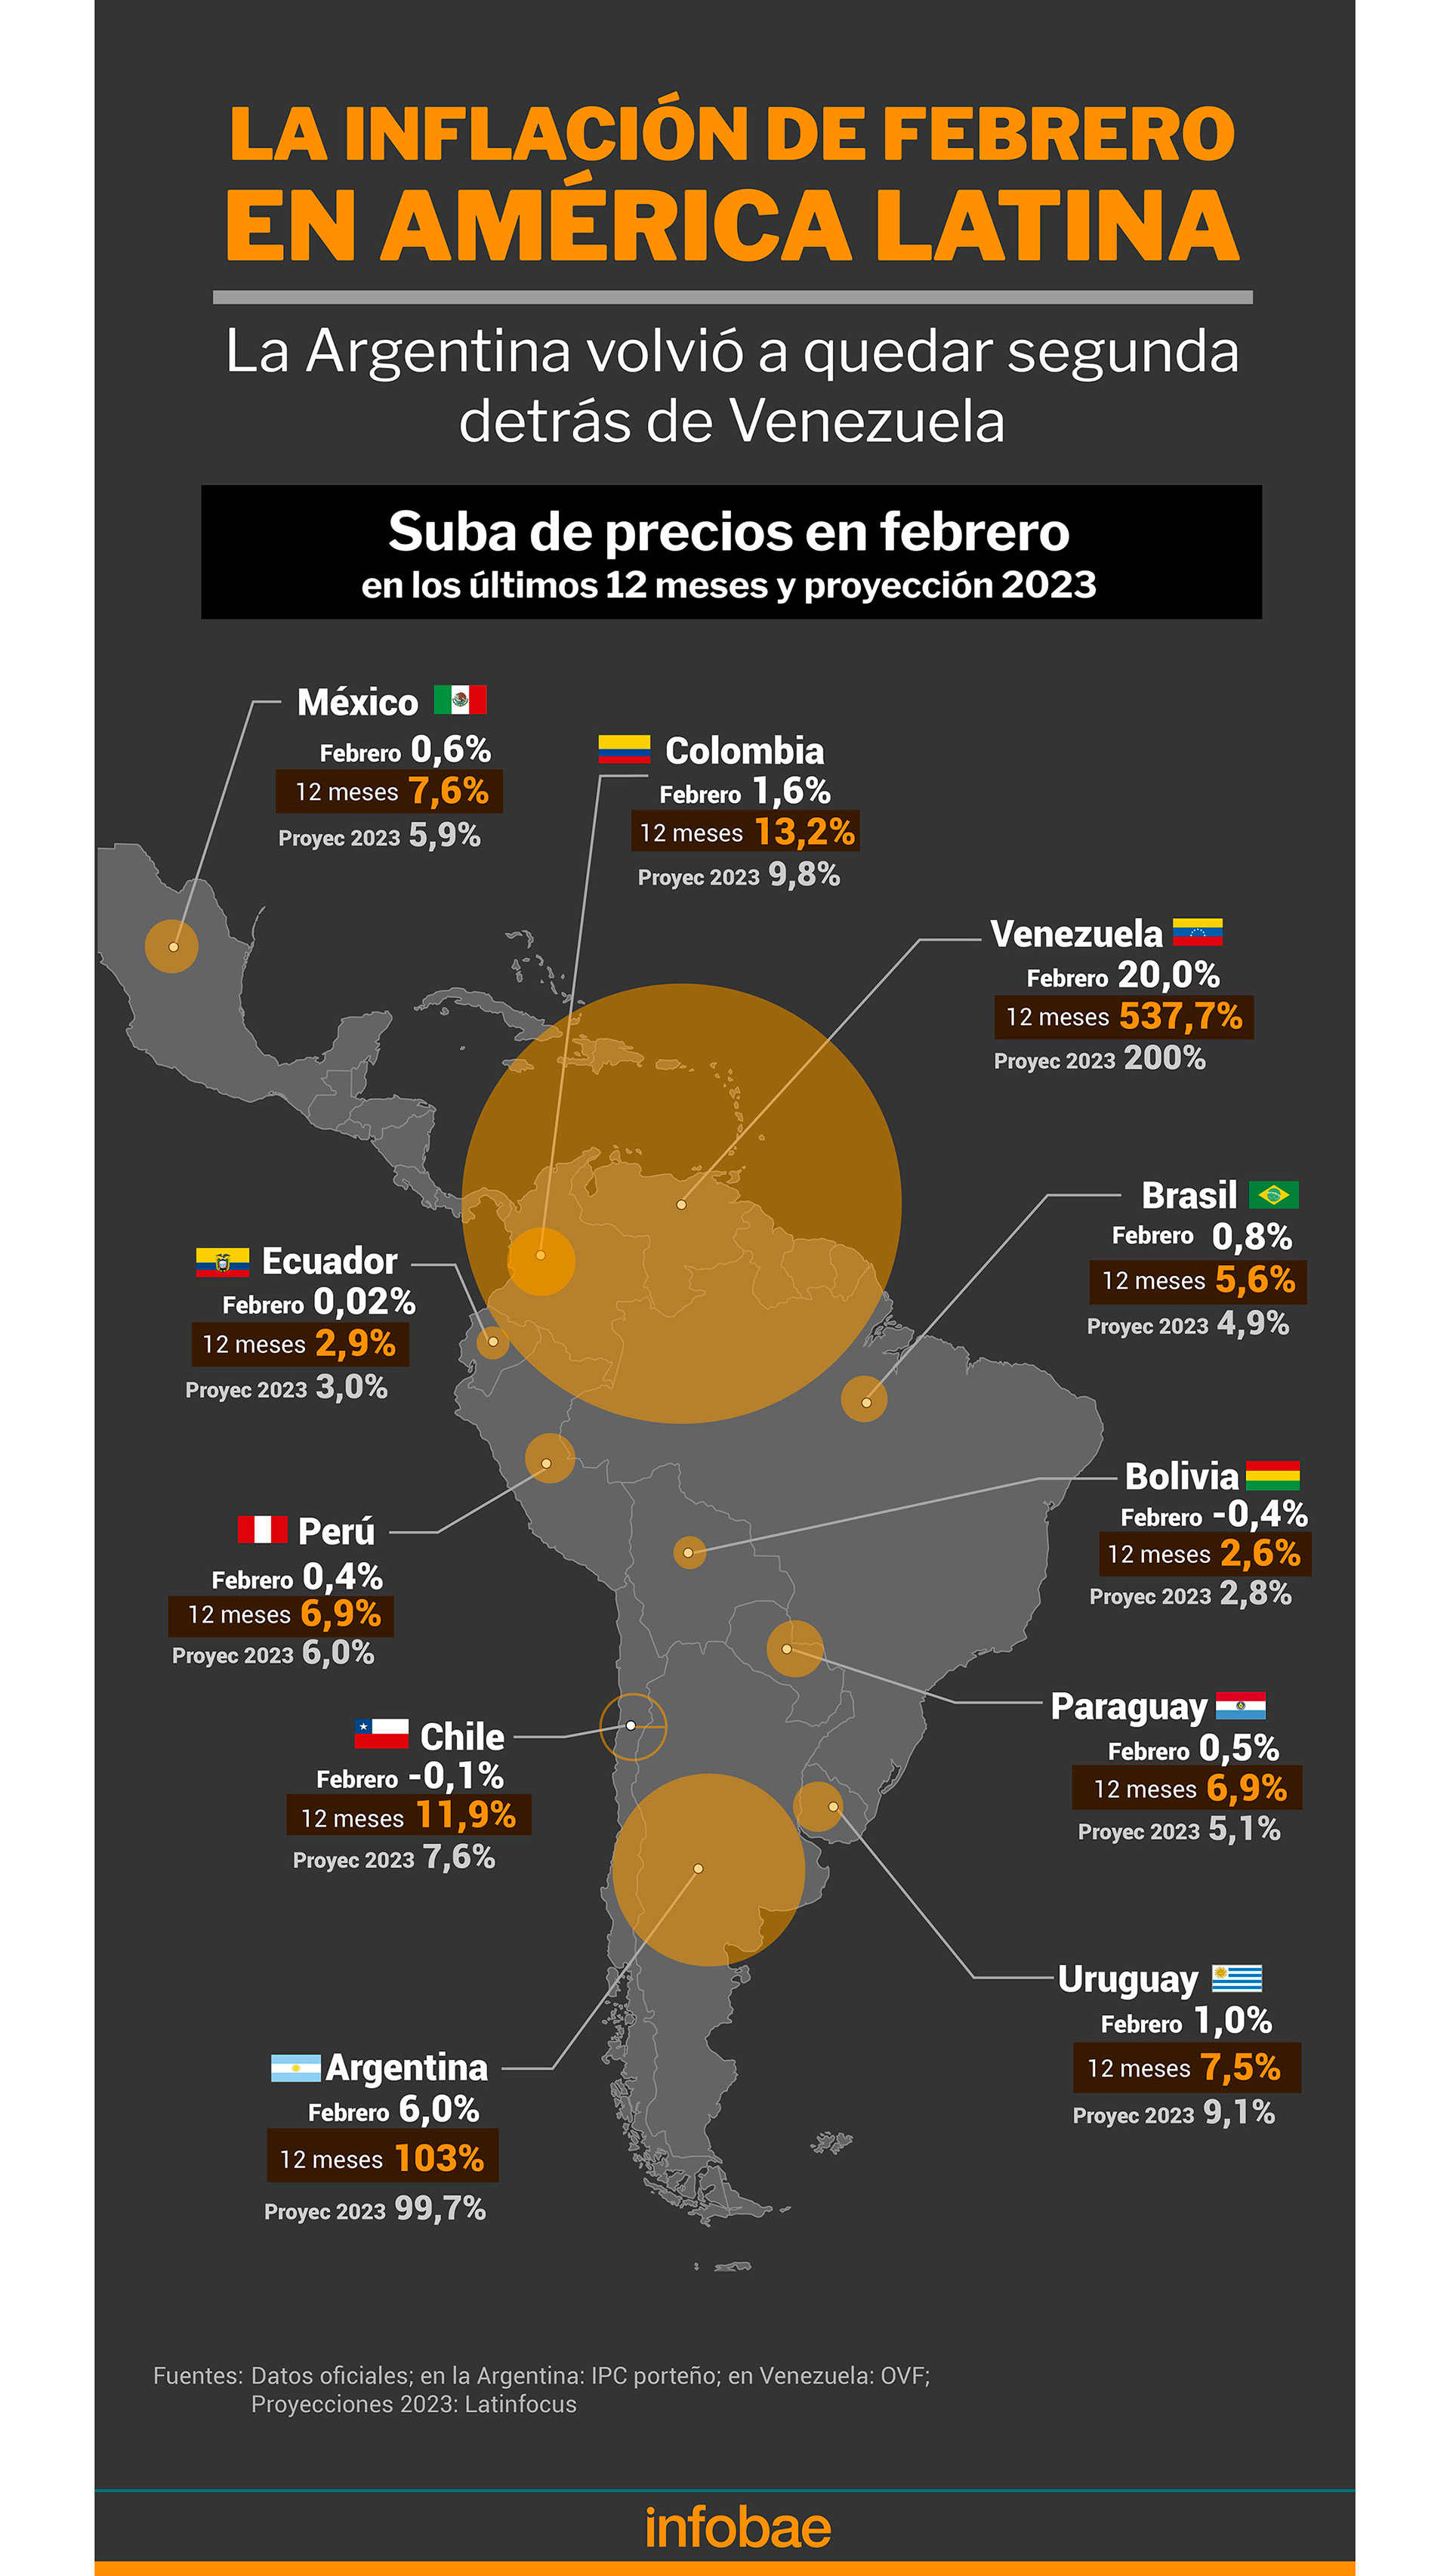 LA INFLACIÓN DE FEBRERO
EN AMÉRICA LATINA
La Argentina volvió a quedar segunda
detrás de Venezuela
Suba de precios en febrero
en los últimos 12 meses y proyección 2023
México
Febrero 0,6%
12 meses 7,6%
Proyec 2023 5,9%
Colombia
Febrero 1,6%
12 meses 13,2%
Proyec 2023 9,8%
Venezuela
Febrero 20,0%
12 meses 537,7%
Proyec 2023 200%
Brasil
Febrero 0,8%
12 meses 5,6%
Proyec 2023 4,9%
Ecuador
Febrero 0,02%
12 meses 2,9%
Proyec 2023 3,0%
Bolivia
Febrero -0,4%
12 meses 2,6%
Proyec 2023 2,8%
Perú
Febrero 0,4%
12 meses 6,9%
Proyec 2023 6,0%
Paraguay
Febrero 0,5%
12 meses 6,9%
Proyec 2023 5,1%
Chile
Febrero -0,1%
12 meses 11,9%
Proyec 2023 7,6%
Uruguay
Febrero 1,0%
12 meses 7,5%
Proyec 2023 9,1%
Argentina
Febrero 6,0%
12 meses 103%
Proyec 2023 99,7%
Fuentes: Datos oficiales; en la Argentina: IPC porteño; en Venezuela: OVF;
Proyecciones 2023: Latinfocus
infobae